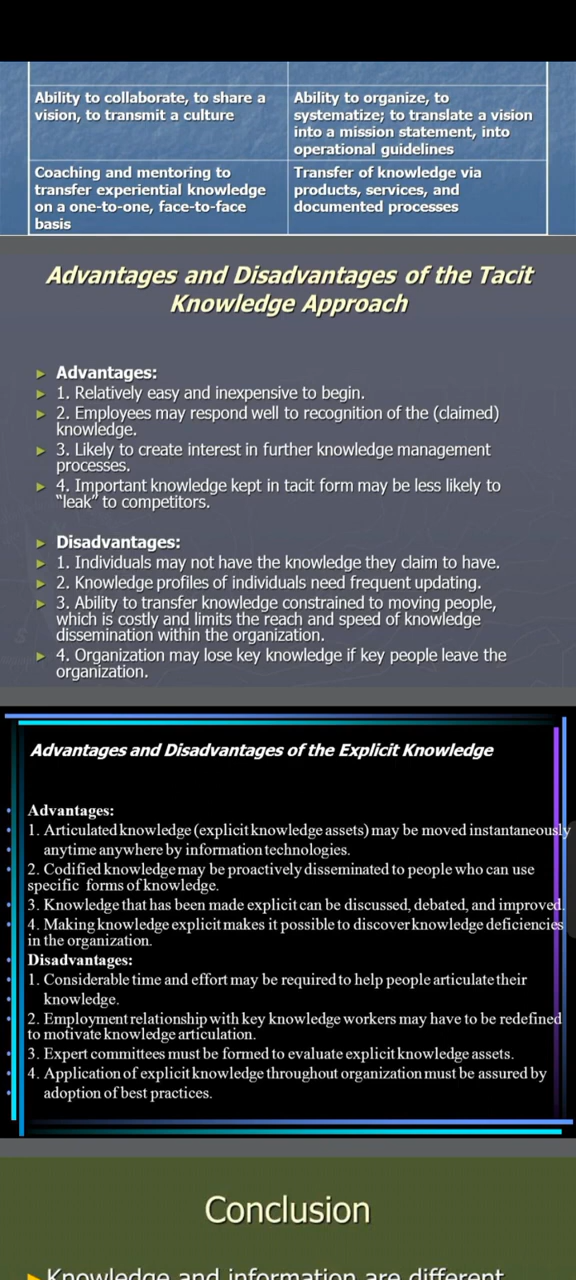 Ability to collaborate, to share a
vision, to transmit a culture
Ability to organize, to
systematize; to translate a vision
into a mission statement, into
operational guidelines
Coaching and mentoring to
transfer experiential knowledge
on a one-to-one, face-to-face
basis
Transfer of knowledge via
products, services, and
documented processes
Advantages and Disadvantages of the Tacit
Knowledge Approach
Advantages:
1. Relatively easy and inexpensive to begin.
2. Employees may respond well to recognition of the (claimed)
knowledge.
3. Likely to create interest in further knowledge management
processes.
4. Important knowledge kept in tacit form may be less likely to
"leak" to competitors.
Disadvantages:
1. Individuals may not have the knowledge they claim to have.
2. Knowledge profiles of individuals need frequent updating.
3. Ability to transfer knowledge constrained to moving people,
which is costly and limits the reach and speed of knowledge
dissemination within the organization.
4. Organization may lose key knowledge if key people leave the
organization.
Advantages and Disadvantages of the Explicit Knowledge
Advantages:
1. Articulated knowledge (explicit knowledge assets) may be moved instantaneously
anytime anywhere by information technologies.
2. Codified knowledge may be proactively disseminated to people who can use
specific forms of knowledge.
3. Knowledge that has been made explicit can be discussed, debated, and improved.
4. Making knowledge explicit makes it possible to discover knowledge deficiencies
in the organization.
Disadvantages:
1. Considerable time and effort may be required to help people articulate their
knowledge.
2. Employment relationship with key knowledge workers may have to be redefined
to motivate knowledge articulation.
3. Expert committees must be formed to evaluate explicit knowledge assets.
4. Application of explicit knowledge throughout organization must be assured by
adoption of best practices.
Conclusion
Knowledge and information are different